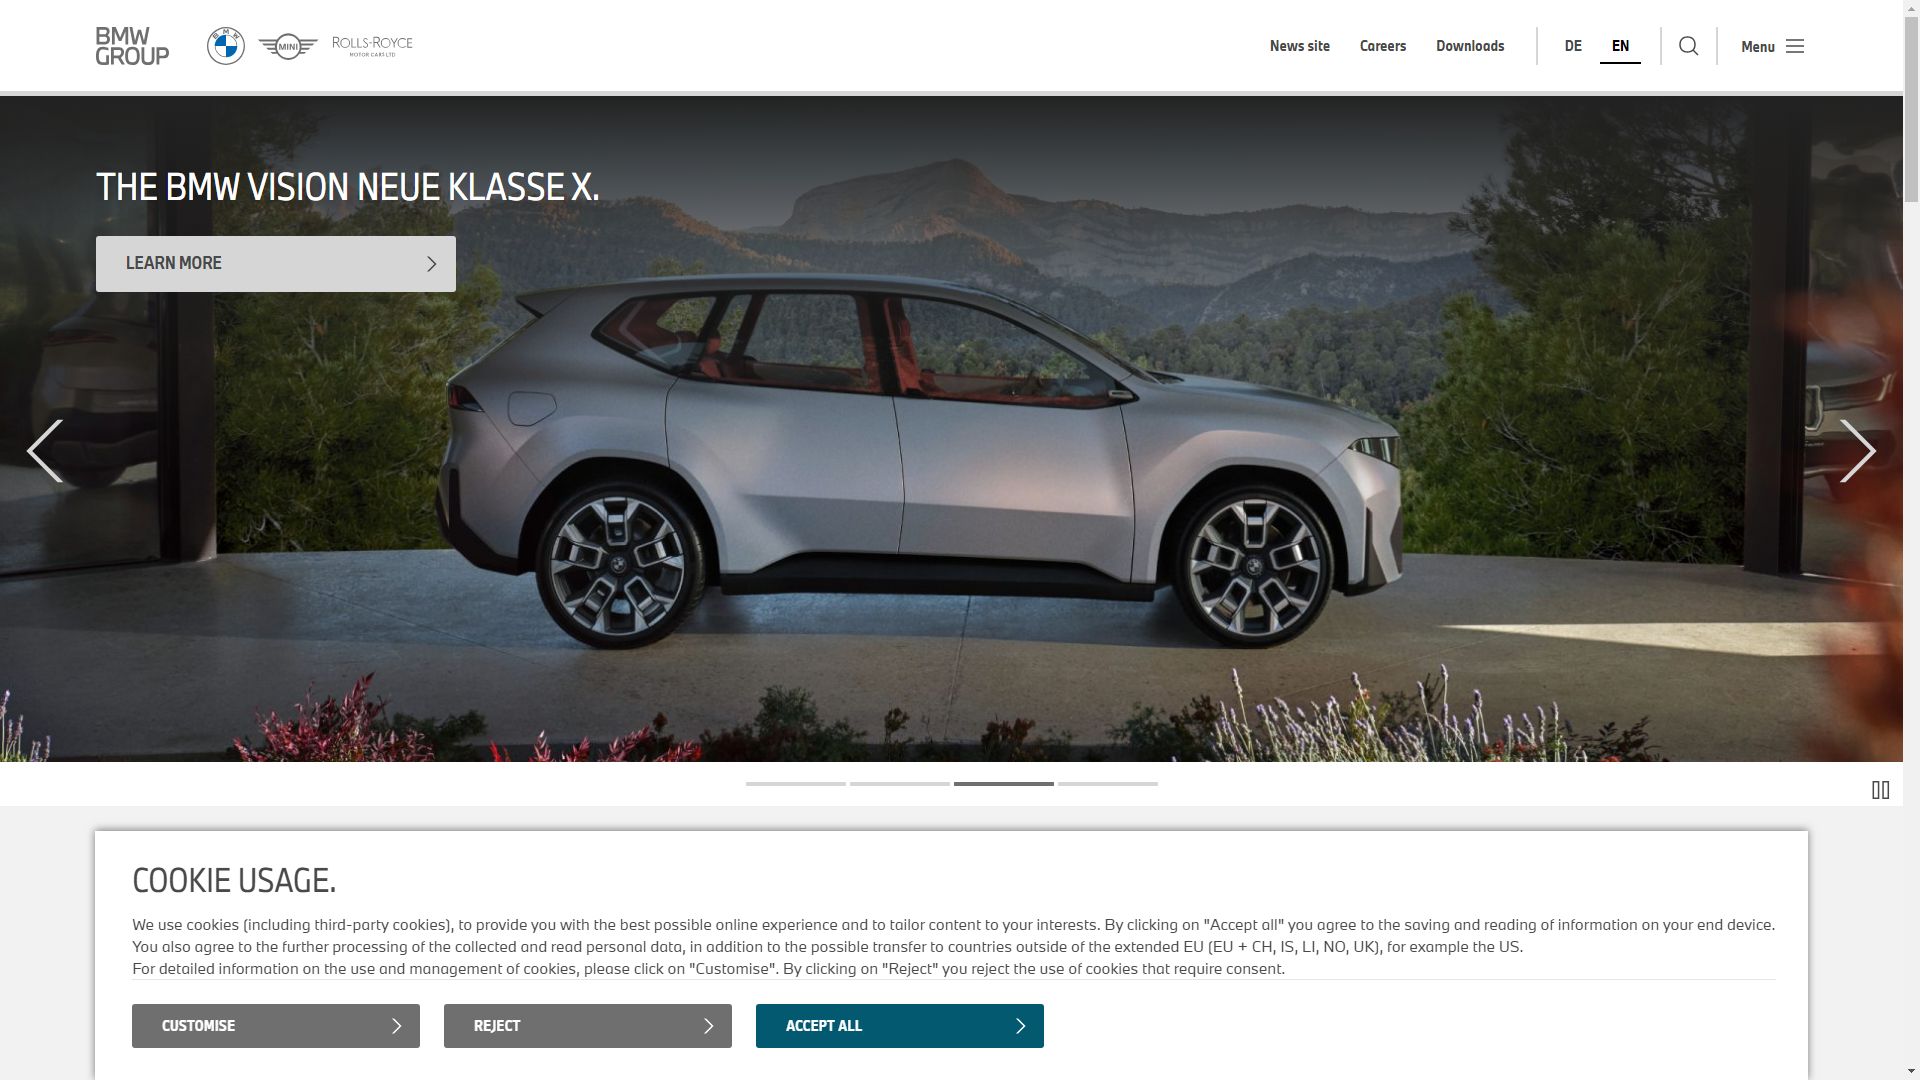 BMW
GROUP
BMW
MINI
ROLLS-ROYCE
MOTOR CARS LTD
News site
Careers
Downloads
DE
EN
Menu
THE BMW VISION NEUE KLASSE X.
LEARN MORE
COOKIE USAGE.
We use cookies (including third-party cookies), to provide you with the best possible online experience and to tailor content to your interests. By clicking on "Accept all" you agree to the saving and reading of information on your end device.
You also agree to the further processing of the collected and read personal data, in addition to the possible transfer to countries outside of the extended EU (EU + CH, IS, LI, NO, UK), for example the US.
For detailed information on the use and management of cookies, please click on "Customise". By clicking on "Reject" you reject the use of cookies that require consent.
CUSTOMISE
REJECT
ACCEPT ALL